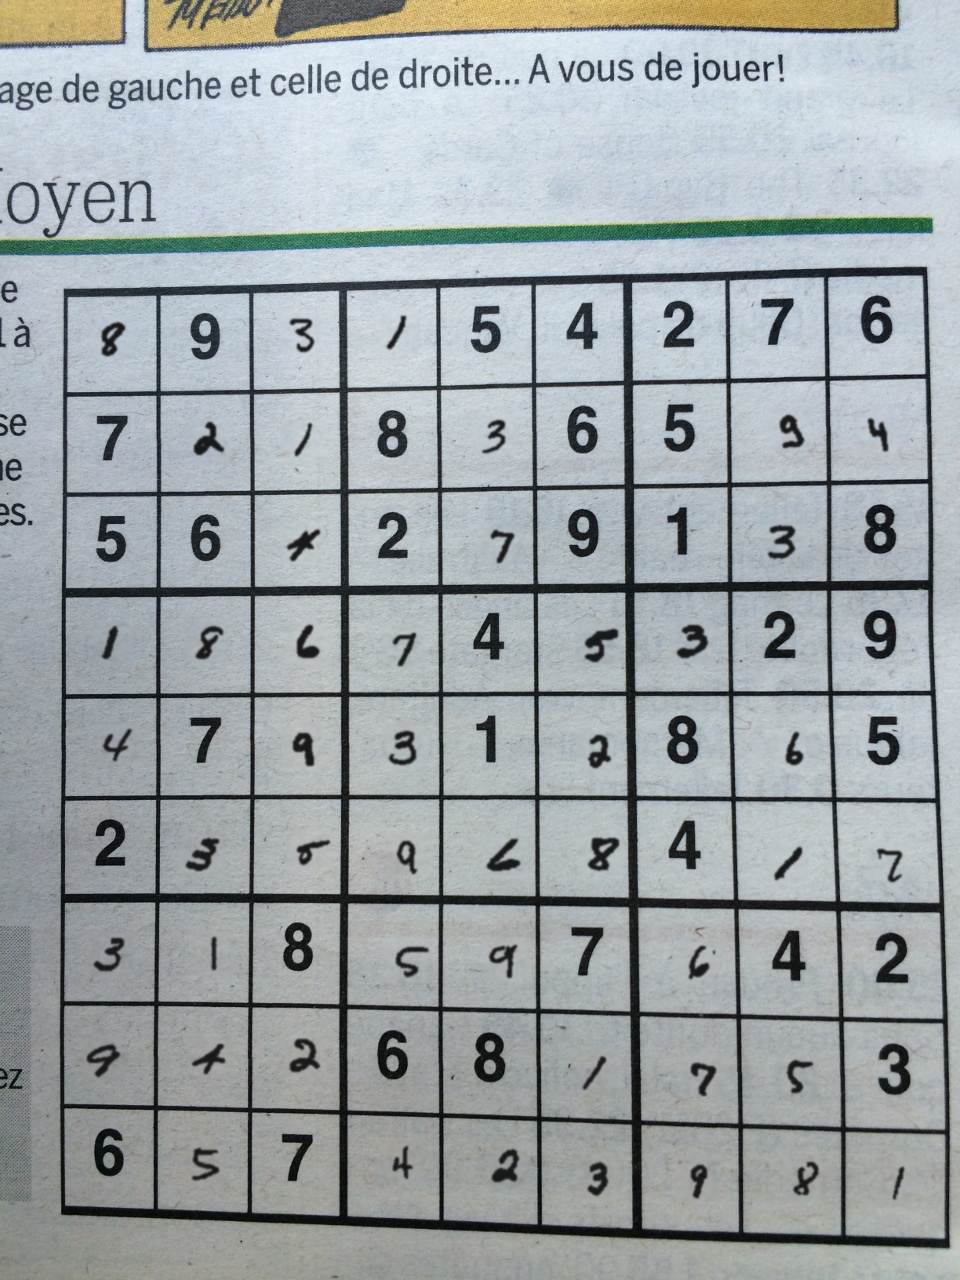 age de gauche et celle de droite... A vous de jouer!
oyen
e
l à
se
ne
es.
ez
8 9 3 1 5 4 2 7 6
7 2 1 8 3 6 5 9 4
5 6 4 2 7 9 1 3 8
1 8 6 7 4 5 3 2 9
4 7 9 3 1 2 8 6 5
2 3 5 9 6 8 4 1 7
3 1 8 5 9 7 6 4 2
9 4 2 6 8 1 7 5 3
6 5 7 4 2 3 9 8 1